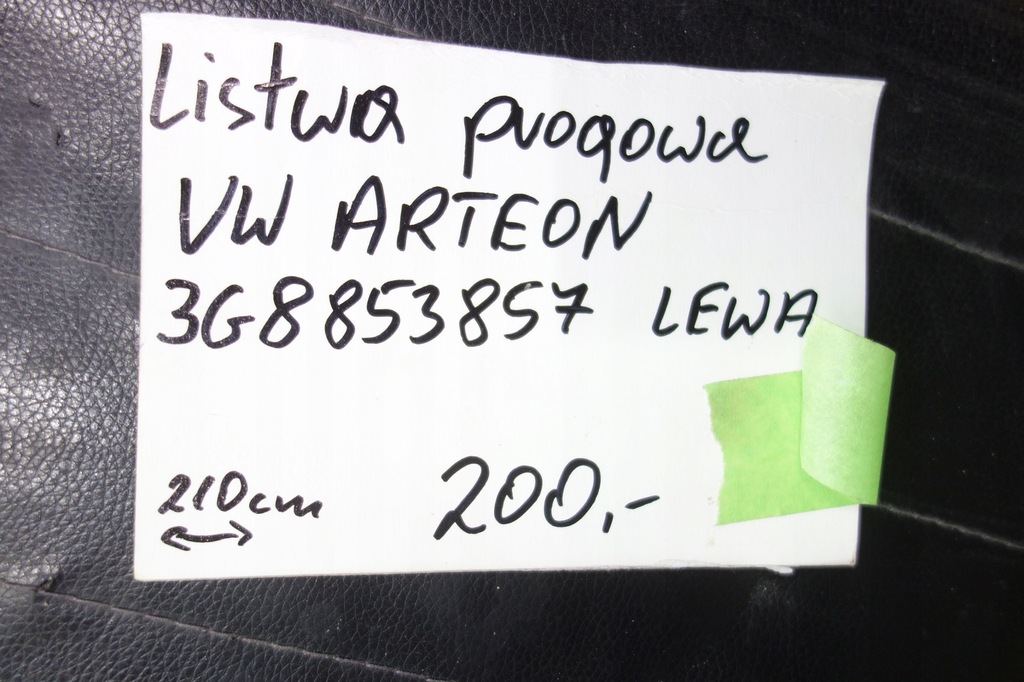 Listwa progowa
VW ARTEON
3G8853857 LEWA
210cm
200,-